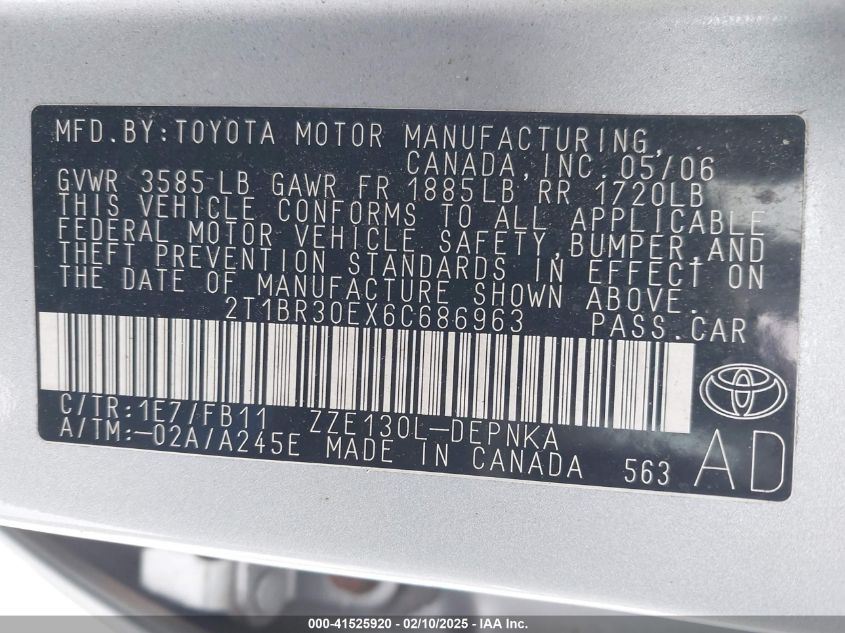 MFD.BY:TOYOTA MOTOR MANUFACTURING,
CANADA, INC. 05/06
GVWR 3585 LB GAWR FR 1885LB RR 1720LB
THIS VEHICLE CONFORMS TO ALL APPLICABLE
FEDERAL MOTOR VEHICLE SAFETY, BUMPER, AND
THEFT PREVENTION STANDARDS IN EFFECT ON
THE DATE OF MANUFACTURE SHOWN ABOVE.
2T1BR30EX6C686963 PASS.CAR
C/TR:1E7/FB11 ZZE130L-DEPNKA
A/TM:-02A/A245E MADE IN CANADA 563 AD
000-41525920 - 02/10/2025 - IAA Inc.